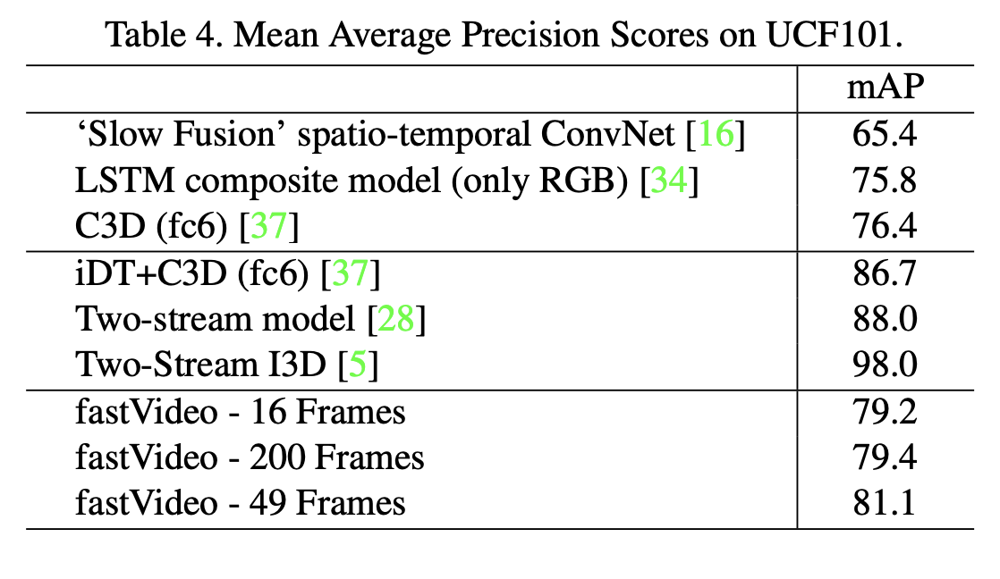 Table 4. Mean Average Precision Scores on UCF101.
mAP
‘Slow Fusion’ spatio-temporal ConvNet [16] 65.4
LSTM composite model (only RGB) [34] 75.8
C3D (fc6) [37] 76.4
iDT+C3D (fc6) [37] 86.7
Two-stream model [28] 88.0
Two-Stream I3D [5] 98.0
fastVideo - 16 Frames 79.2
fastVideo - 200 Frames 79.4
fastVideo - 49 Frames 81.1